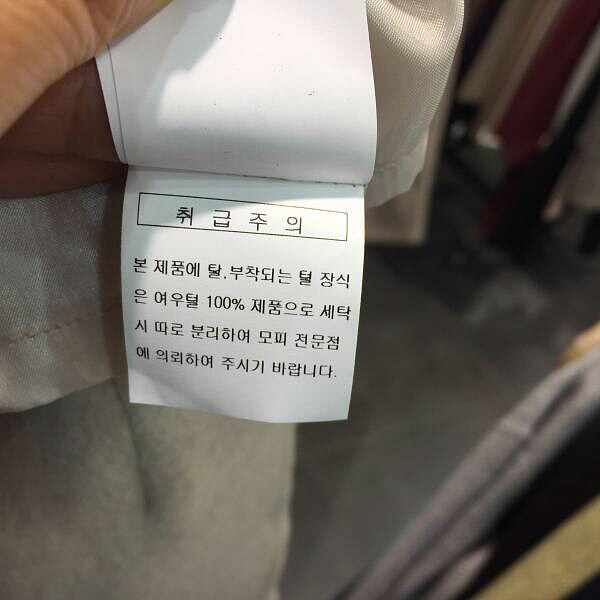 취급주의
본 제품에 탈,부착되는 털 장식
은 여우털 100% 제품으로 세탁
시 따로 분리하여 모피 전문점
에 의뢰하여 주시기 바랍니다.